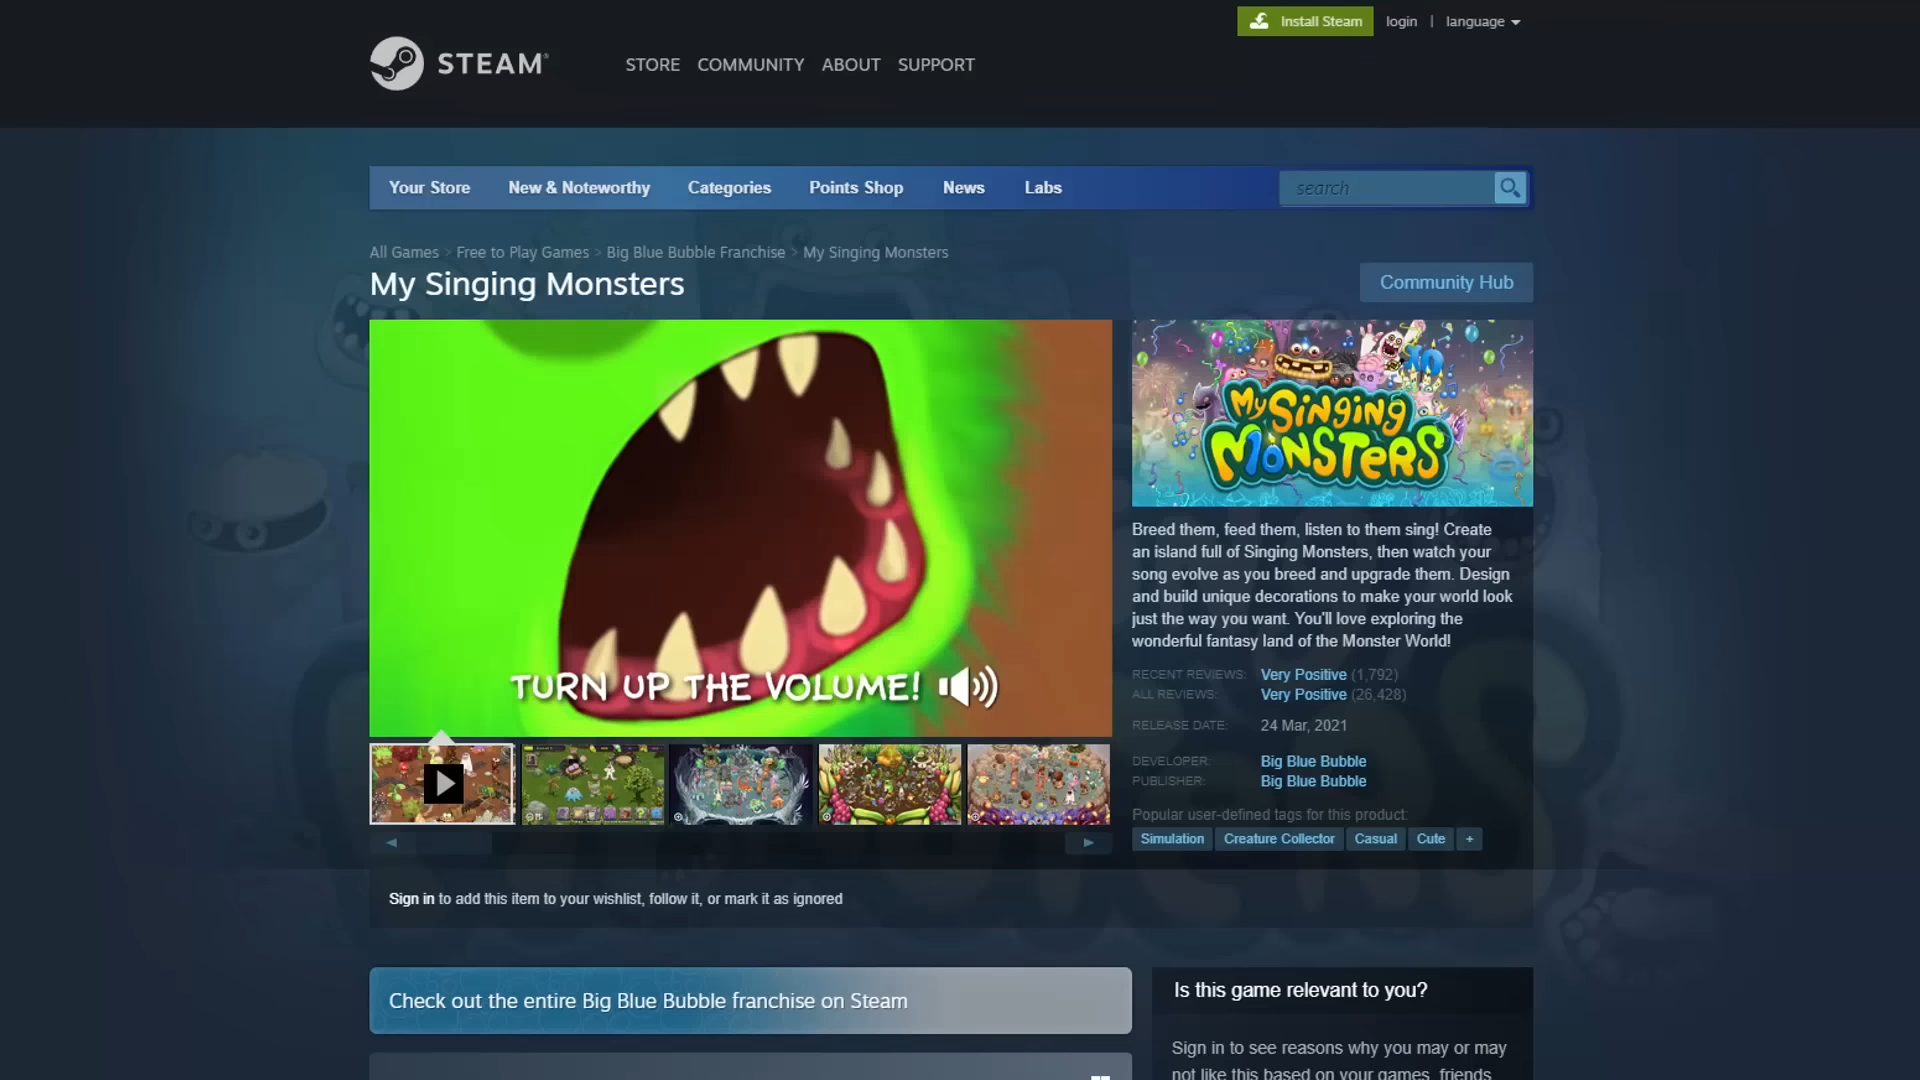 Install Steam
login | language
STEAM®
STORE COMMUNITY ABOUT SUPPORT
Your Store New & Noteworthy Categories Points Shop News Labs
search
All Games > Free to Play Games > Big Blue Bubble Franchise > My Singing Monsters
My Singing Monsters
Community Hub
TURN UP THE VOLUME!
MY SINGING
MONSTERS
Breed them, feed them, listen to them sing! Create
an island full of Singing Monsters, then watch your
song evolve as you breed and upgrade them. Design
and build unique decorations to make your world look
just the way you want. You'll love exploring the
wonderful fantasy land of the Monster World!
RECENT REVIEWS: Very Positive (1,792)
ALL REVIEWS: Very Positive (26,428)
RELEASE DATE: 24 Mar, 2021
DEVELOPER: Big Blue Bubble
PUBLISHER: Big Blue Bubble
Popular user-defined tags for this product:
Simulation Creature Collector Casual Cute +
Sign in to add this item to your wishlist, follow it, or mark it as ignored
Check out the entire Big Blue Bubble franchise on Steam
Is this game relevant to you?
Sign in to see reasons why you may or may
not like this based on your games, friends